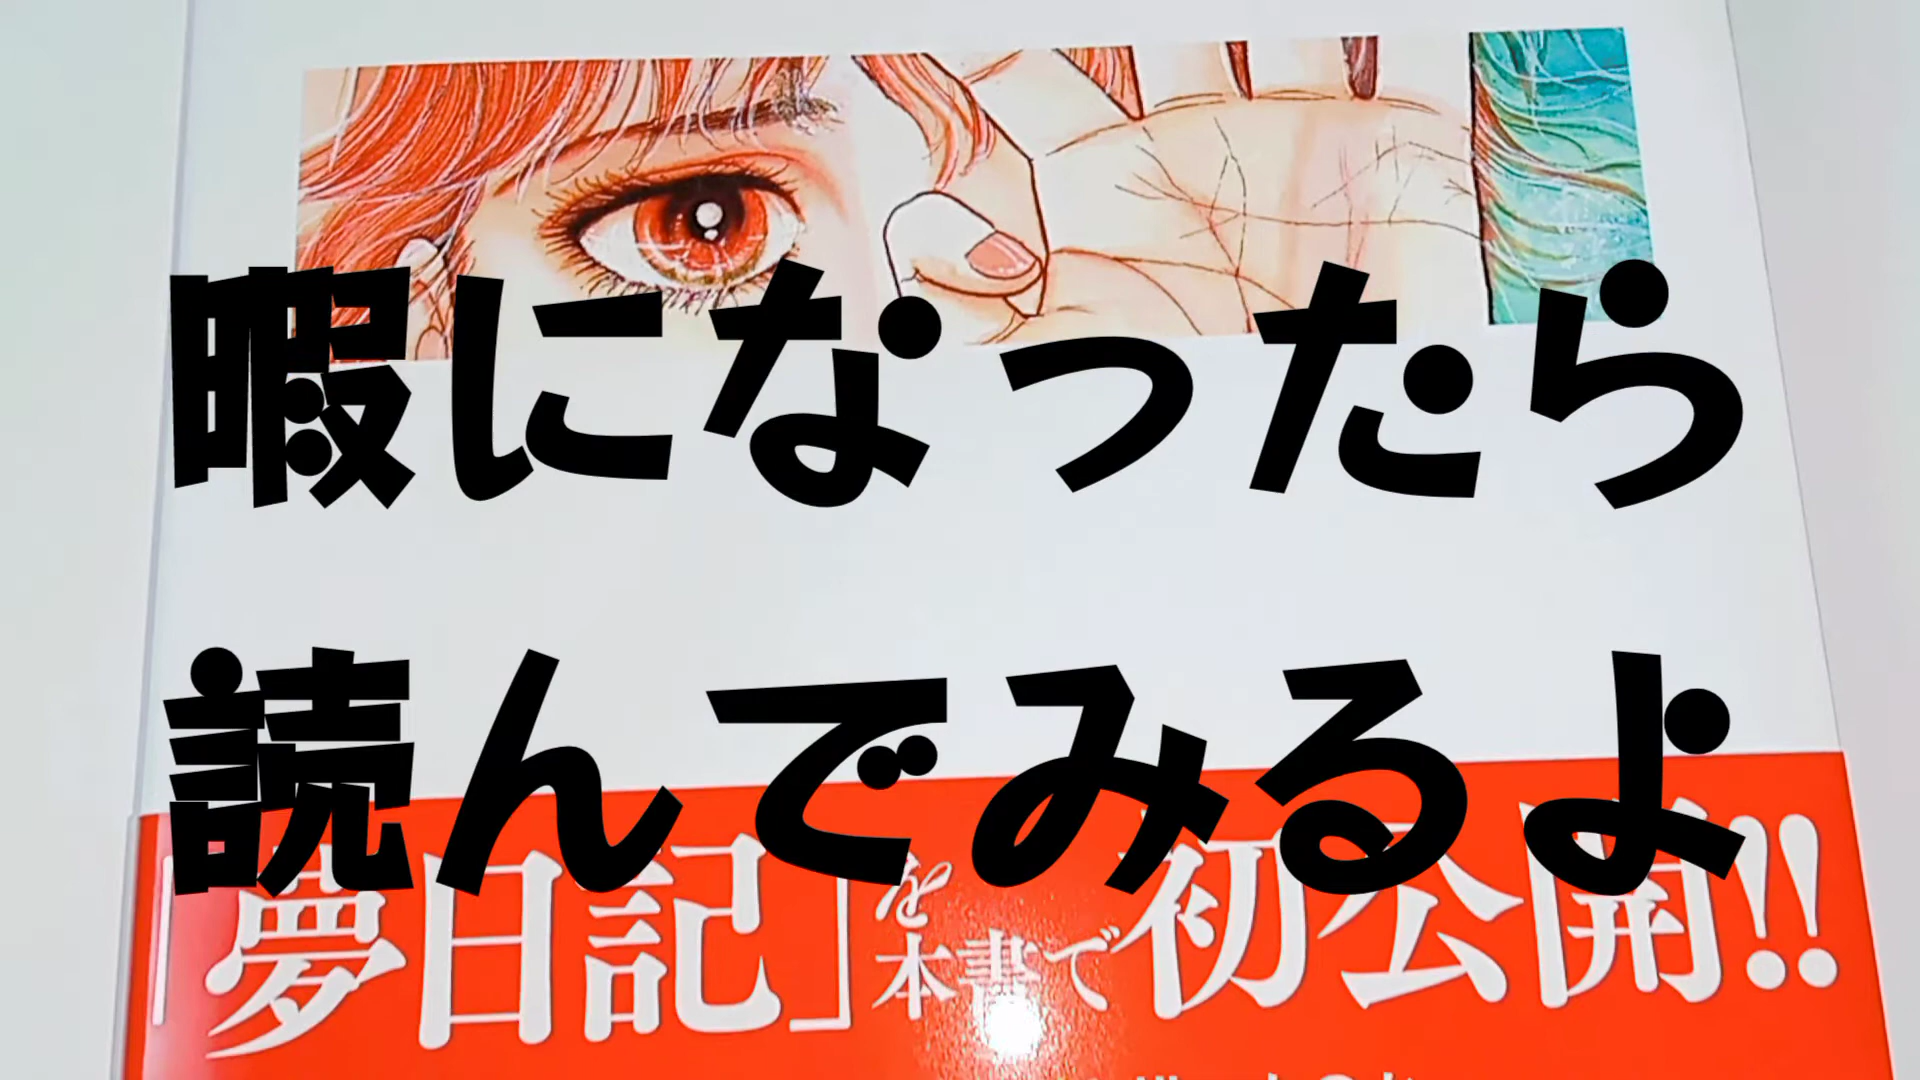 暇になったら
読んでみるよ
「夢日記」を本書で初公開!!